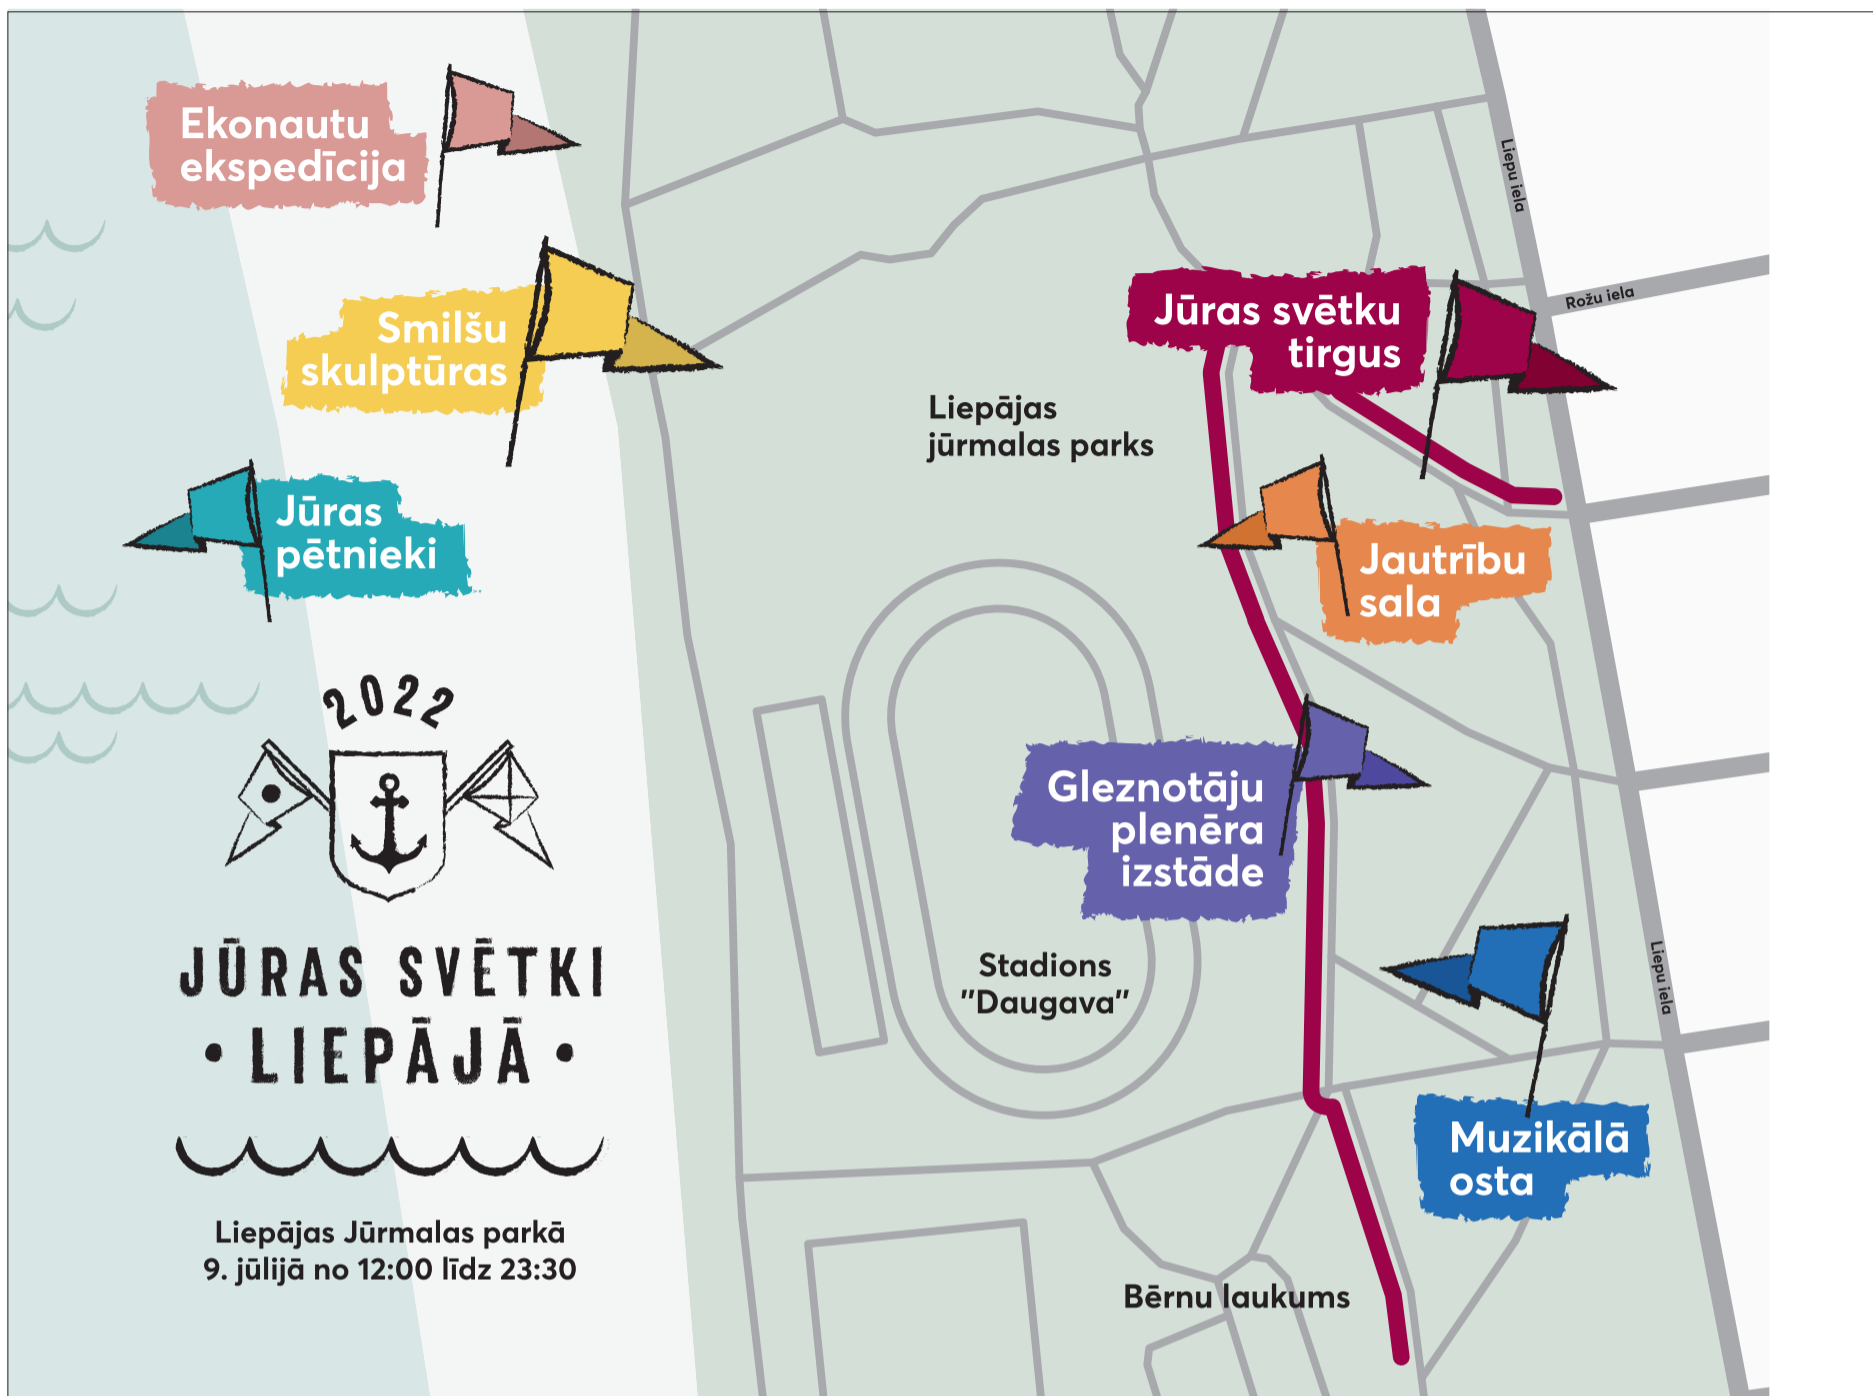 Ekonautu
ekspedīcija
Liepu iela
Smilšu
skulptūras
Jūras svētku
tirgus
Rožu iela
Liepājas
jūrmalas parks
Jūras
pētnieki
Jautrību
sala
2022
Gleznotāju
plenēra
izstāde
JŪRAS SVĒTKI
• LIEPĀJĀ •
Stadions
"Daugava"
Liepu iela
Muzikālā
osta
Liepājas Jūrmalas parkā
9. jūlijā no 12:00 līdz 23:30
Bērnu laukums